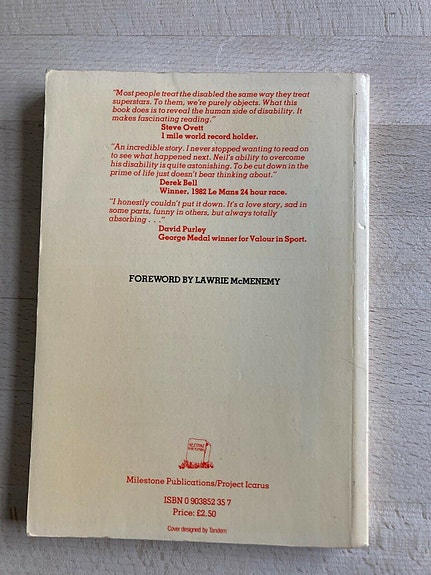 "Most people treat the disabled the same way they treat
superstars. To them, we're purely objects. What this
book does is to reveal the human side of disability. It
makes fascinating reading."
Steve Ovett
1 mile world record holder.
"An incredible story. I never stopped wanting to read on
to see what happened next. Neil's ability to overcome
his disability is quite astonishing. To be cut down in the
prime of life just doesn't bear thinking about."
Derek Bell
Winner, 1982 Le Mans 24 hour race.
"I honestly couldn't put it down. It's a love story, sad in
some parts, funny in others, but always totally
absorbing . . ."
David Purley
George Medal winner for Valour in Sport.
FOREWORD BY LAWRIE McMENEMY
MILESTONE
Milestone Publications/Project Icarus
ISBN 0 903852 35 7
Price: £2.50
Cover designed by Tandem